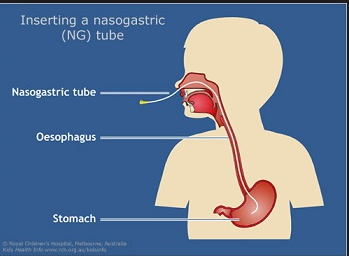 Inserting a nasogastric
(NG) tube
Nasogastric tube
Oesophagus
Stomach
© Royal Children's Hospital, Melbourne, Australia
Kids Health Info www.rch.org.au/kidsinfo